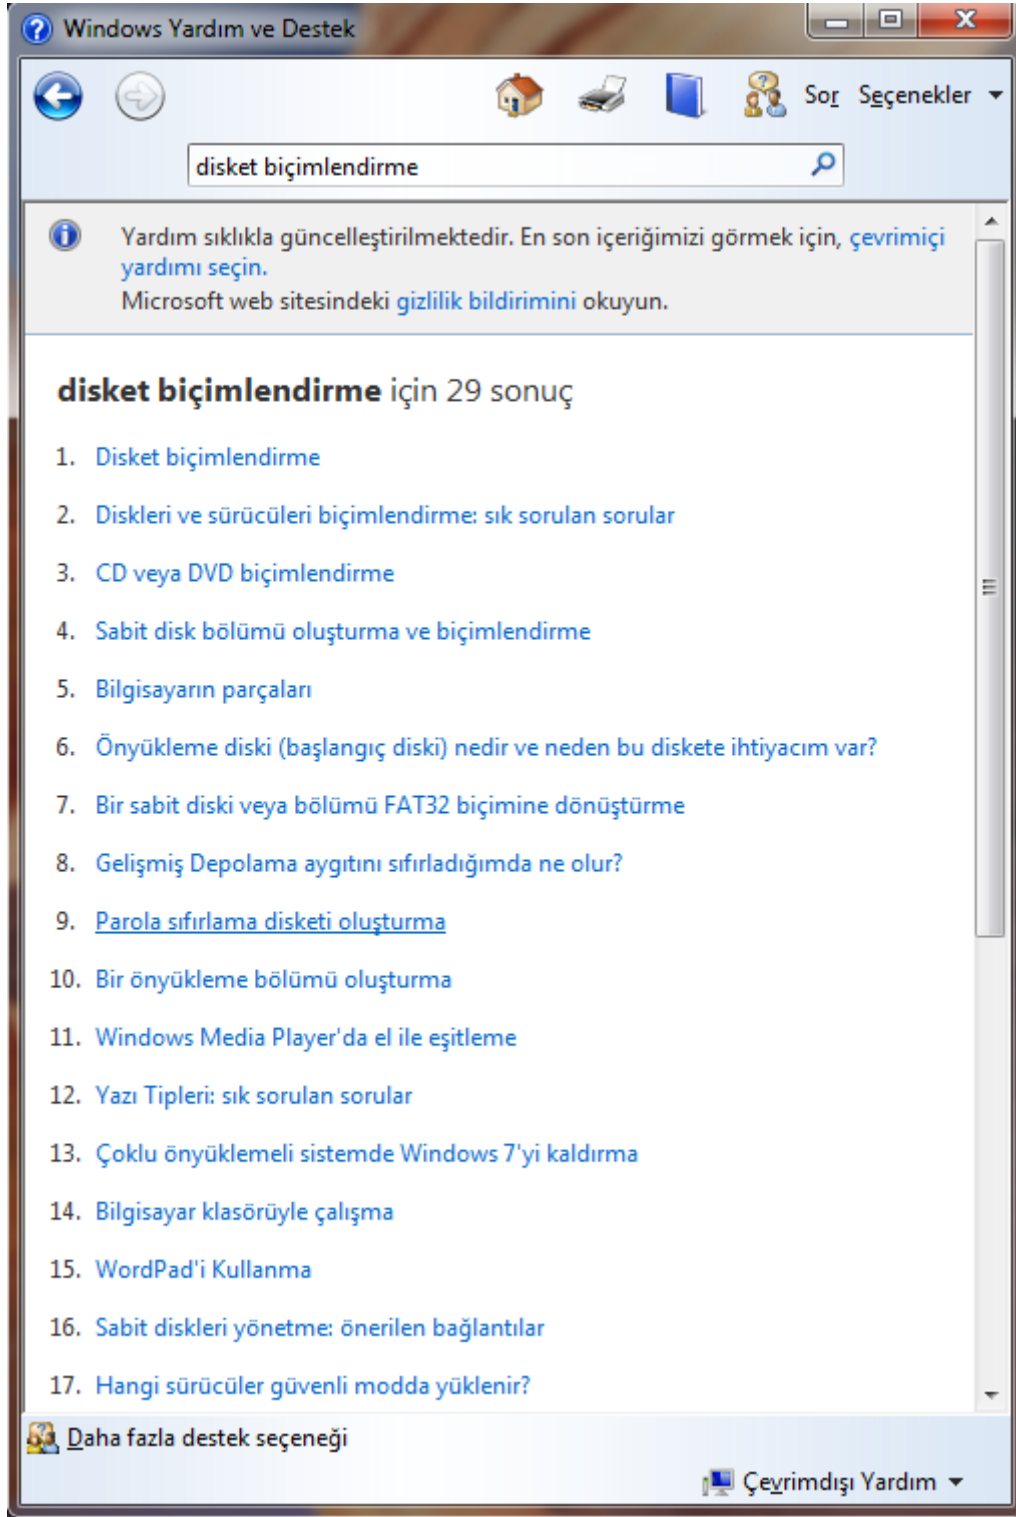 Windows Yardım ve Destek
Sor Seçenekler
disket biçimlendirme
Yardım sıklıkla güncelleştirilmektedir. En son içeriğimizi görmek için, çevrimiçi
yardımı seçin.
Microsoft web sitesindeki gizlilik bildirimini okuyun.
disket biçimlendirme için 29 sonuç
1. Disket biçimlendirme
2. Diskleri ve sürücüleri biçimlendirme: sık sorulan sorular
3. CD veya DVD biçimlendirme
4. Sabit disk bölümü oluşturma ve biçimlendirme
5. Bilgisayarın parçaları
6. Önyükleme diski (başlangıç diski) nedir ve neden bu diskete ihtiyacım var?
7. Bir sabit diski veya bölümü FAT32 biçimine dönüştürme
8. Gelişmiş Depolama aygıtını sıfırladığımda ne olur?
9. Parola sıfırlama disketi oluşturma
10. Bir önyükleme bölümü oluşturma
11. Windows Media Player'da el ile eşitleme
12. Yazı Tipleri: sık sorulan sorular
13. Çoklu önyüklemeli sistemde Windows 7'yi kaldırma
14. Bilgisayar klasörüyle çalışma
15. WordPad'i Kullanma
16. Sabit diskleri yönetme: önerilen bağlantılar
17. Hangi sürücüler güvenli modda yüklenir?
Daha fazla destek seçeneği
Çevrimdışı Yardım